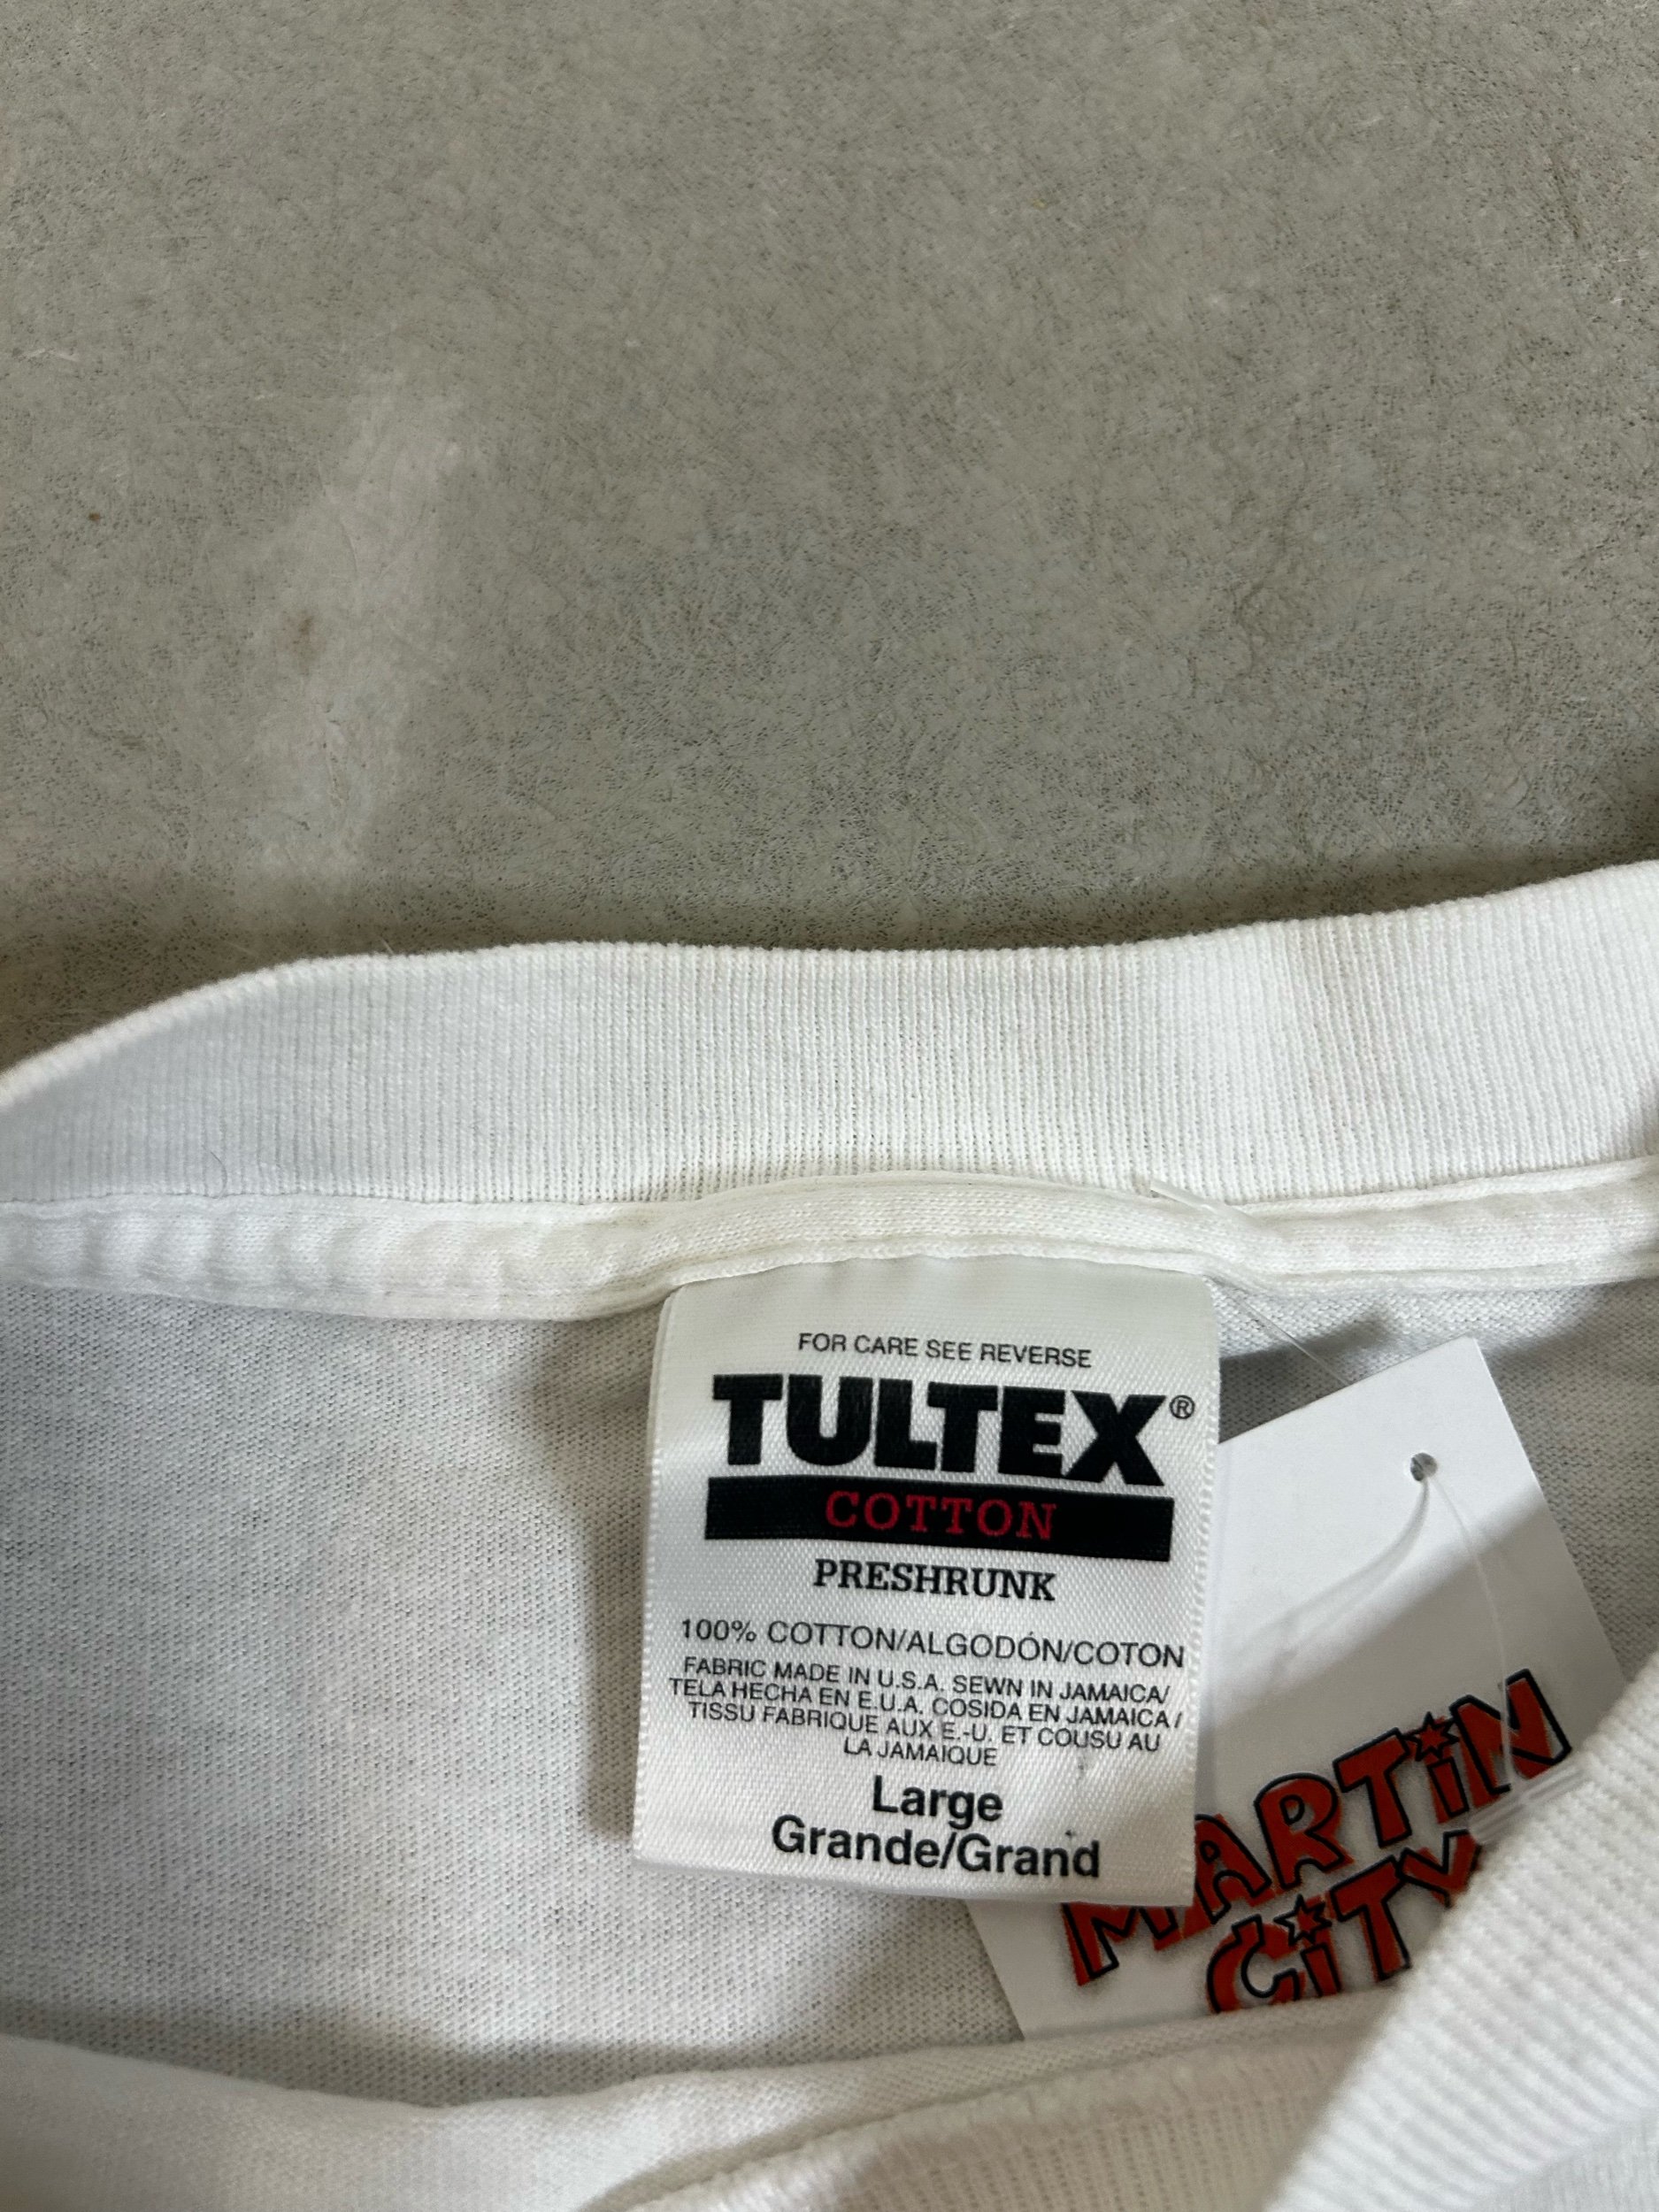 FOR CARE SEE REVERSE
TULTEX®
COTTON
PRESHRUNK
100% COTTON/ALGODÓN/COTON
FABRIC MADE IN U.S.A. SEWN IN JAMAICA/
TELA HECHA EN E.U.A. COSIDA EN JAMAICA/
TISSU FABRIQUE AUX E.-U. ET COUSU AU
LA JAMAIQUE
Large
Grande/Grand
MARTiN
CiTY